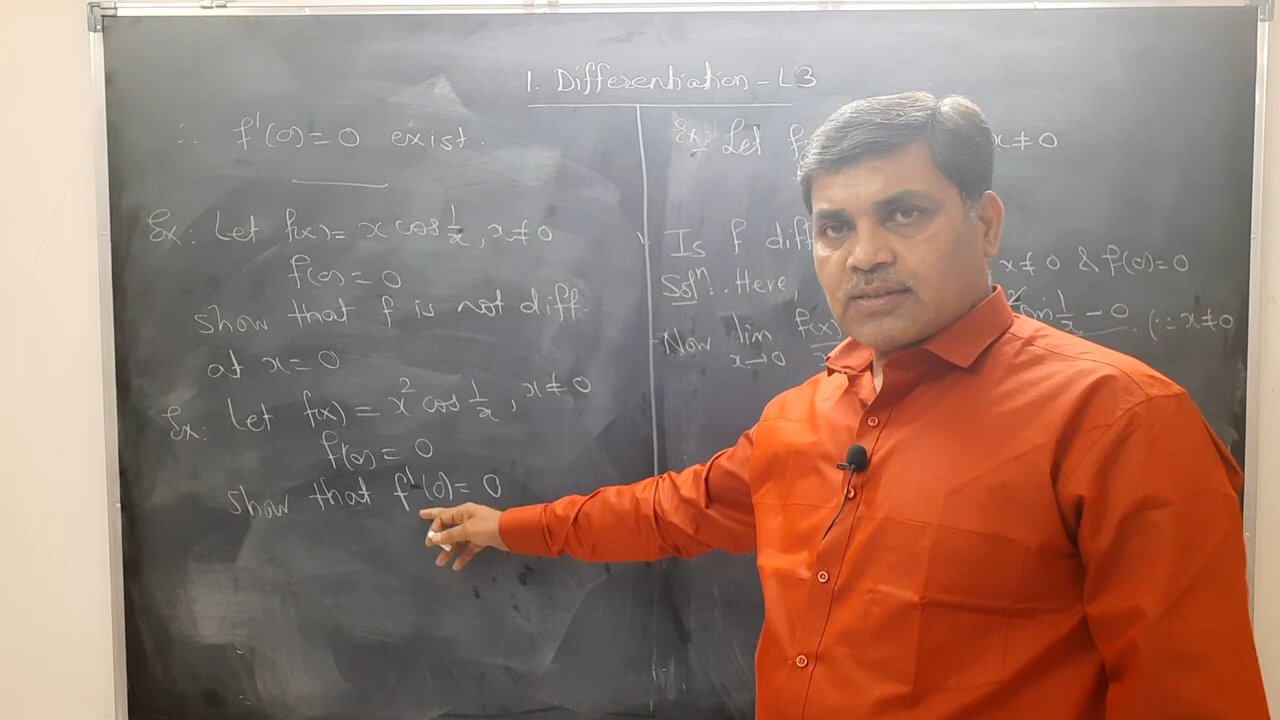 1. Differentiation - L3
∴ f'(0) = 0 exist.
Ex: Let f(x) = x cos 1/x, x ≠ 0
f(0) = 0
show that f is not diff.
at x = 0
Ex: Let f(x) = x² cos 1/x, x ≠ 0
f(0) = 0
show that f'(0) = 0
Ex: Let f x ≠ 0
Is f diff
Solⁿ: Here x ≠ 0 & f(0) = 0
Now lim x→0 f(x) sin 1/x - 0 (∵ x ≠ 0